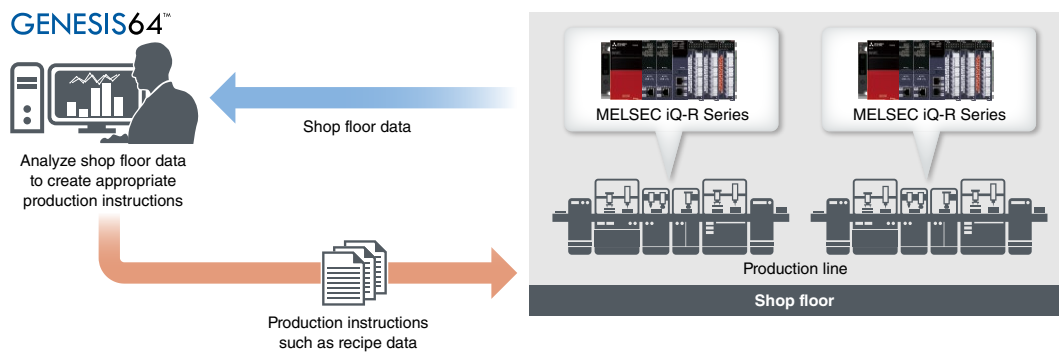 GENESIS64™
Shop floor data
Analyze shop floor data
to create appropriate
production instructions
Production instructions
such as recipe data
MELSEC iQ-R Series
MELSEC iQ-R Series
Production line
Shop floor